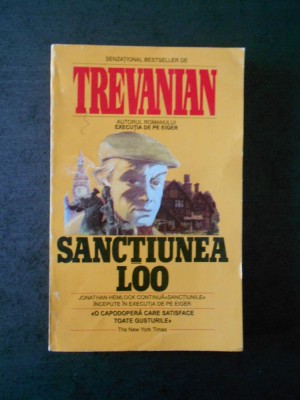 SENZAȚIONAL BESTSELLER DE
TREVANIAN
AUTORUL ROMANULUI
EXECUȚIA DE PE EIGER
SANCȚIUNEA
LOO
JONATHAN HEMLOCK CONTINUĂ «SANCȚIUNILE»
ÎNCEPUTE ÎN EXECUȚIA DE PE EIGER
«O CAPODOPERĂ CARE SATISFACE
TOATE GUSTURILE»
The New York Times